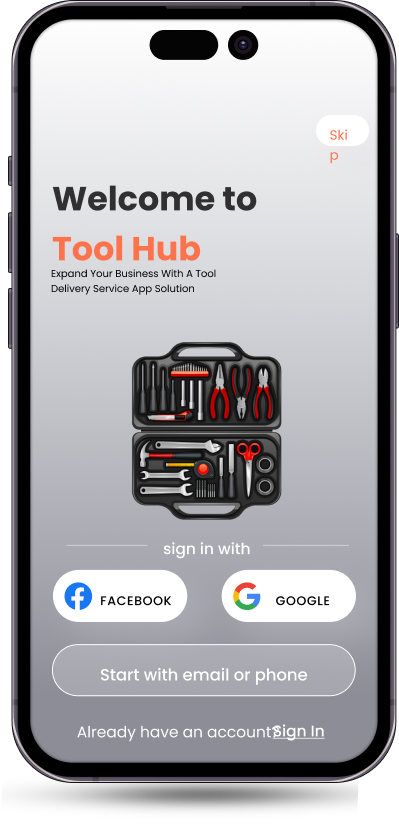 Ski
p
Welcome to
Tool Hub
Expand Your Business With A Tool
Delivery Service App Solution
sign in with
FACEBOOK GOOGLE
Start with email or phone
Already have an account? Sign In